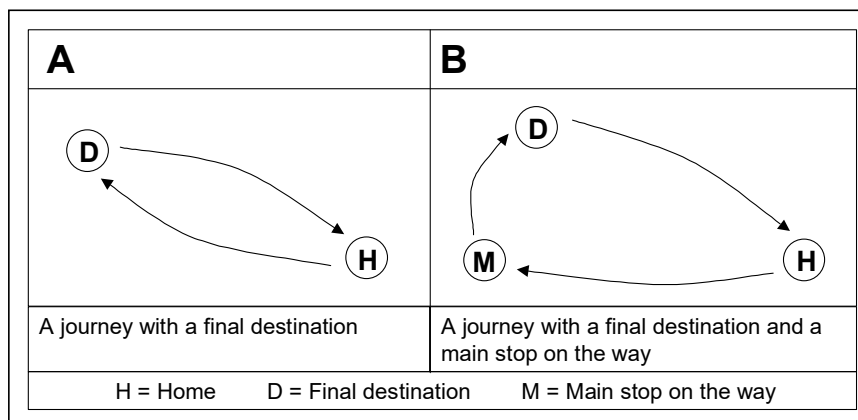 A
B
D
H
D
M
H
A journey with a final destination
A journey with a final destination and a
main stop on the way
H = Home D = Final destination M = Main stop on the way